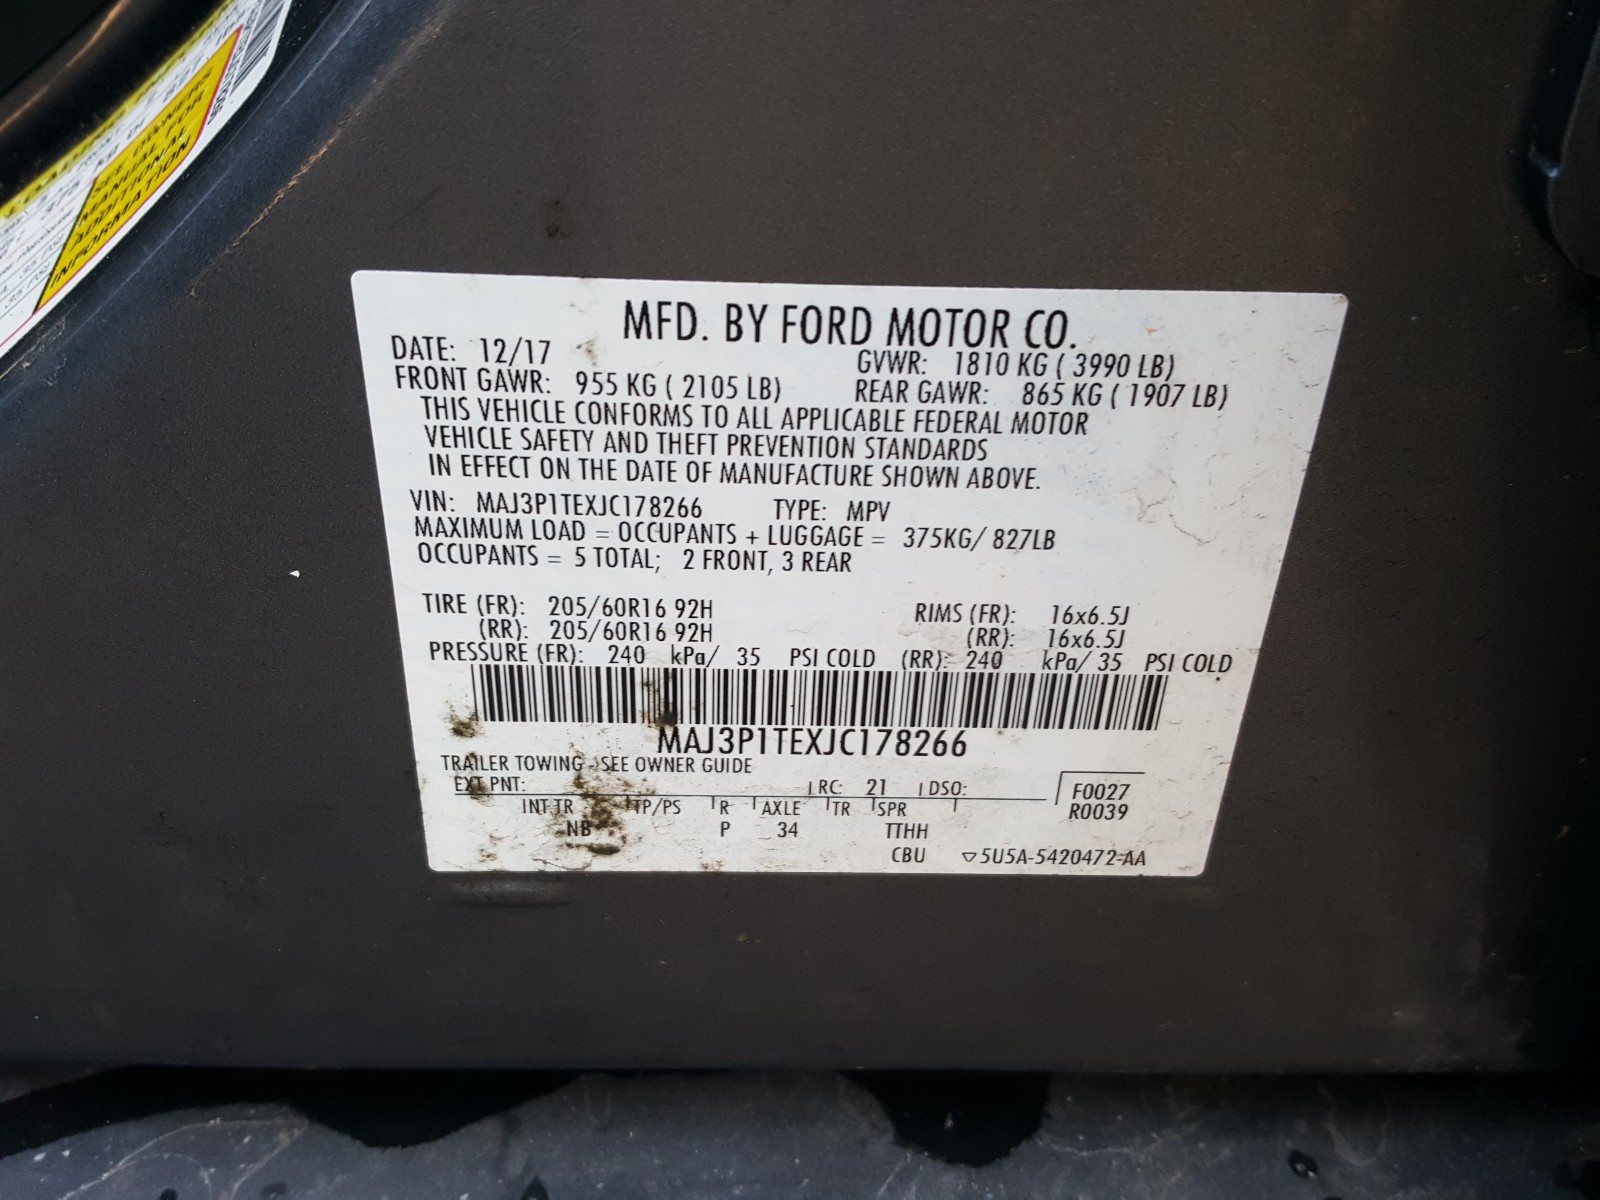 SEE OWNERS
MANUAL FOR
ADDITIONAL
INFORMATION
MFD. BY FORD MOTOR CO.
DATE: 12/17 GVWR: 1810 KG ( 3990 LB)
FRONT GAWR: 955 KG ( 2105 LB) REAR GAWR: 865 KG ( 1907 LB)
THIS VEHICLE CONFORMS TO ALL APPLICABLE FEDERAL MOTOR
VEHICLE SAFETY AND THEFT PREVENTION STANDARDS
IN EFFECT ON THE DATE OF MANUFACTURE SHOWN ABOVE.
VIN: MAJ3P1TEXJC178266 TYPE: MPV
MAXIMUM LOAD = OCCUPANTS + LUGGAGE = 375KG/ 827LB
OCCUPANTS = 5 TOTAL; 2 FRONT, 3 REAR
TIRE (FR): 205/60R16 92H RIMS (FR): 16x6.5J
(RR): 205/60R16 92H (RR): 16x6.5J
PRESSURE (FR): 240 kPa/ 35 PSI COLD (RR): 240 kPa/ 35 PSI COLD
MAJ3P1TEXJC178266
TRAILER TOWING - SEE OWNER GUIDE
EXT PNT: RC: 21 DSO: F0027
INT TR TP/PS R AXLE TR SPR R0039
NB P 34 TTHH
CBU ▽5U5A-5420472-AA